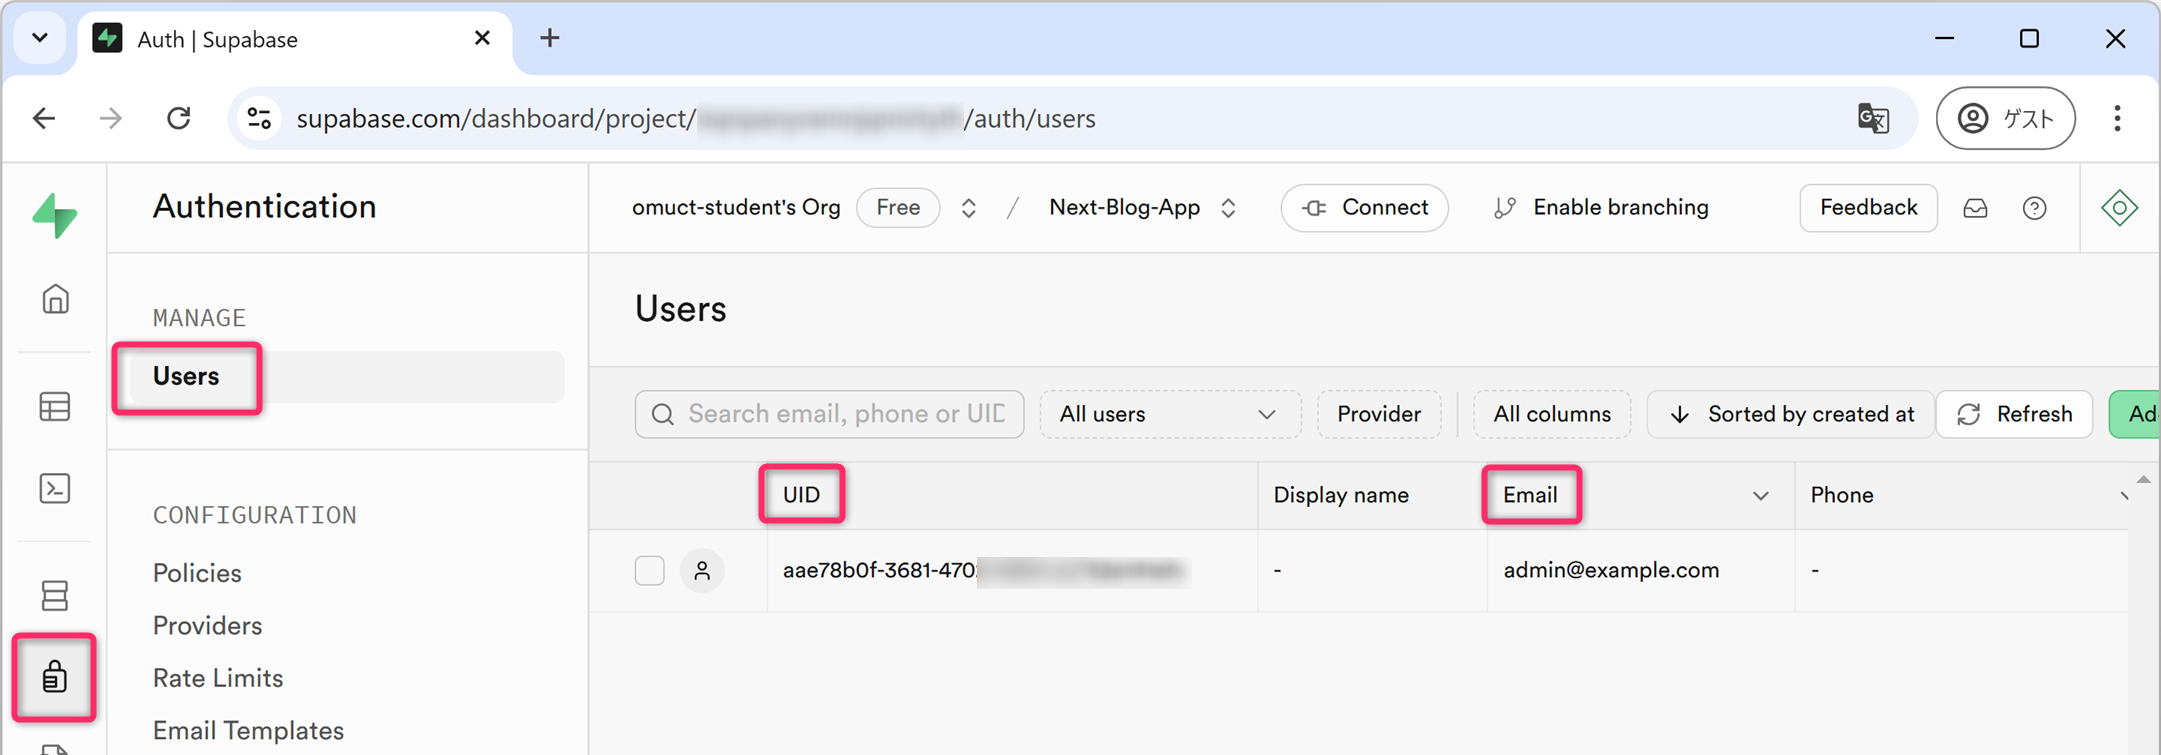 Auth | Supabase
supabase.com/dashboard/project/ /auth/users
ゲスト
Authentication
omuct-student's Org Free / Next-Blog-App Connect Enable branching Feedback
MANAGE
Users
CONFIGURATION
Policies
Providers
Rate Limits
Email Templates
Users
Search email, phone or UID All users Provider All columns Sorted by created at Refresh Ad
UID Display name Email Phone
aae78b0f-3681-470 - admin@example.com -